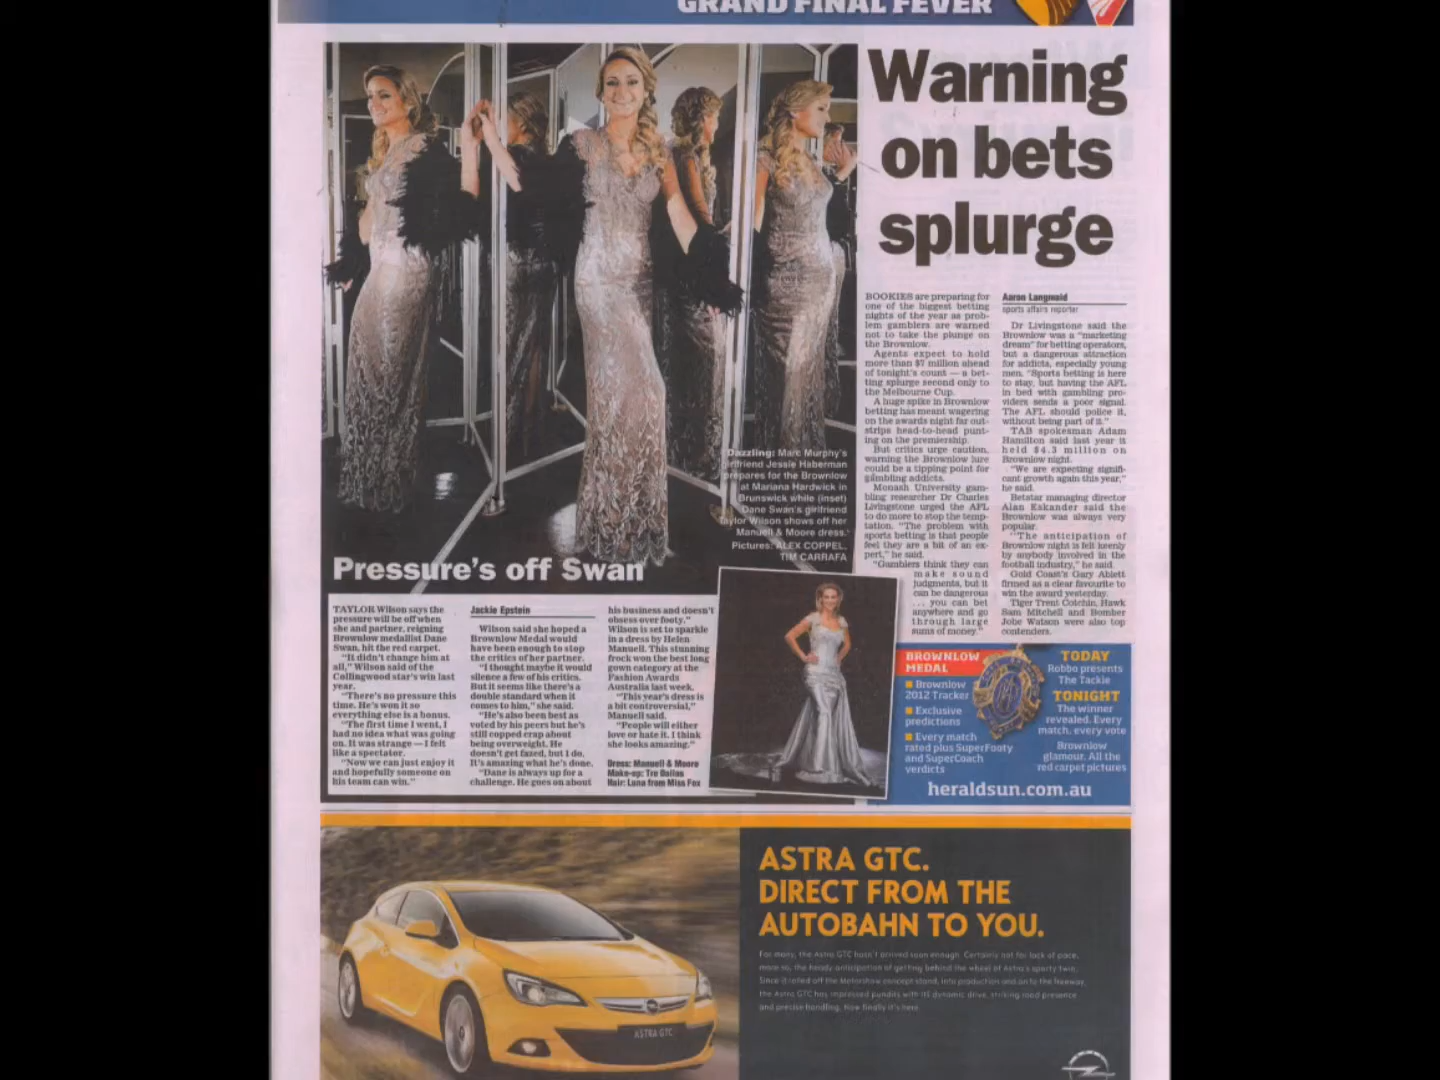 GRAND FINAL FEVER
Warning
on bets
splurge
Dazzling: Marc Murphy's
girlfriend Jessie Haberman
prepares for the Brownlow
at Mariana Hardwick in
Brunswick while (inset)
Dane Swan's girlfriend
Taylor Wilson shows off her
Manuell & Moore dress.
Pictures: ALEX COPPEL,
TIM CARRAFA
Pressure's off Swan
TAYLOR Wilson says the
pressure will be off when
she and partner, reigning
Brownlow medallist Dane
Swan, hit the red carpet.
"It didn't change him at
all," Wilson said of the
Collingwood star's win last
year.
"There's no pressure this
time. He's won it so
everything else is a bonus.
"The first time I went, I
had no idea what was going
on. It was strange — I felt
like a spectator.
"Now we can just enjoy it
and hopefully someone on
his team can win."
Jackie Epstein
Wilson said she hoped a
Brownlow Medal would
have been enough to stop
the critics of her partner.
"I thought maybe it would
silence a few of his critics.
But it seems like there's a
double standard when it
comes to him," she said.
"He's also been best as
voted by his peers but he's
still copped crap about
being overweight. He
doesn't get fazed, but I do.
It's amazing what he's done.
"Dane is always up for a
challenge. He goes on about
his business and doesn't
obsess over footy."
Wilson is set to sparkle
in a dress by Helen
Manuell. This stunning
frock won the best long
gown category at the
Fashion Awards
Australia last week.
"This year's dress is
a bit controversial,"
Manuell said.
"People will either
love or hate it. I think
she looks amazing."
Dress: Manuell & Moore
Make-up: Tre Dallas
Hair: Luna from Miss Fox
BOOKIES are preparing for
one of the biggest betting
nights of the year as prob-
lem gamblers are warned
not to take the plunge on
the Brownlow.
Agents expect to hold
more than $7 million ahead
of tonight's count — a bet-
ting splurge second only to
the Melbourne Cup.
A huge spike in Brownlow
betting has meant wagering
on the awards night far out-
strips head-to-head punt-
ing on the premiership.
But critics urge caution,
warning the Brownlow lure
could be a tipping point for
gambling addicts.
Monash University gam-
bling researcher Dr Charles
Livingstone urged the AFL
to do more to stop the temp-
tation. "The problem with
sports betting is that people
feel they are a bit of an ex-
pert," he said.
"Gamblers think they can
make sound
judgments, but it
can be dangerous
. . . you can bet
anywhere and go
through large
sums of money."
Aaron Langmaid
sports affairs reporter
Dr Livingstone said the
Brownlow was a "marketing
dream" for betting operators,
but a dangerous attraction
for addicts, especially young
men. "Sports betting is here
to stay, but having the AFL
in bed with gambling pro-
viders sends a poor signal.
The AFL should police it,
without being part of it."
TAB spokesman Adam
Hamilton said last year it
held $4.3 million on
Brownlow night.
"We are expecting signifi-
cant growth again this year,"
he said.
Betstar managing director
Alan Eskander said the
Brownlow was always very
popular.
"The anticipation of
Brownlow night is felt keenly
by anybody involved in the
football industry," he said.
Gold Coast's Gary Ablett
firmed as a clear favourite to
win the award yesterday.
Tiger Trent Cotchin, Hawk
Sam Mitchell and Bomber
Jobe Watson were also top
contenders.
BROWNLOW
MEDAL
Brownlow
2012 Tracker
Exclusive
predictions
Every match
rated plus SuperFooty
and SuperCoach
verdicts
TODAY
Robbo presents
The Tackle
TONIGHT
The winner
revealed. Every
match, every vote
Brownlow
glamour. All the
red carpet pictures
heraldsun.com.au
ASTRA GTC.
DIRECT FROM THE
AUTOBAHN TO YOU.
For many, the Astra GTC hasn't arrived soon enough. Certainly not for lack of pace,
more so, the heady anticipation of getting behind the wheel of Astra's sporty twin.
Since it rolled off the Motorshow concept stand, into production and on to the freeway,
the Astra GTC has impressed pundits with its dynamic drive, striking road presence
and precise handling. Now finally it's here.
ASTRA GTC